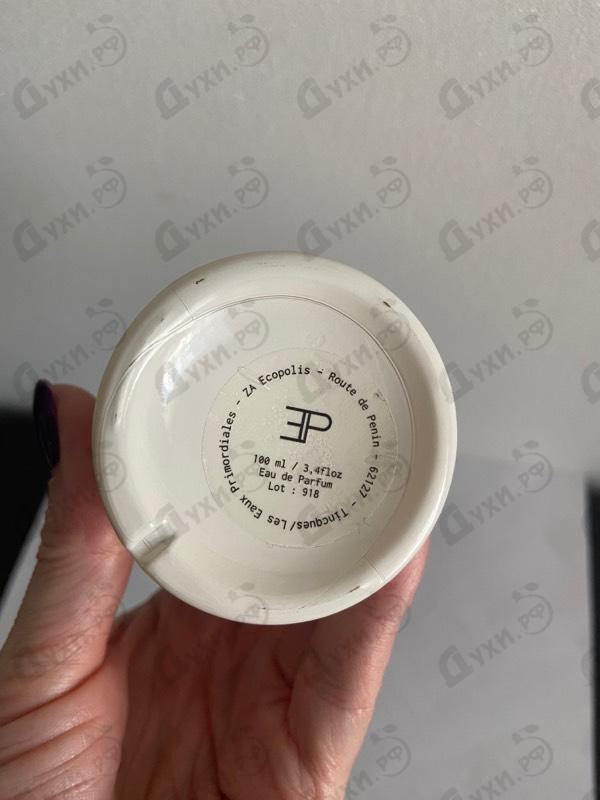 Les Eaux Primordiales - ZA Ecopolis - Route de Penin - 62127 - Tincques/
EP
100 ml / 3,4floz
Eau de Parfum
Lot : 918
Духи.рф